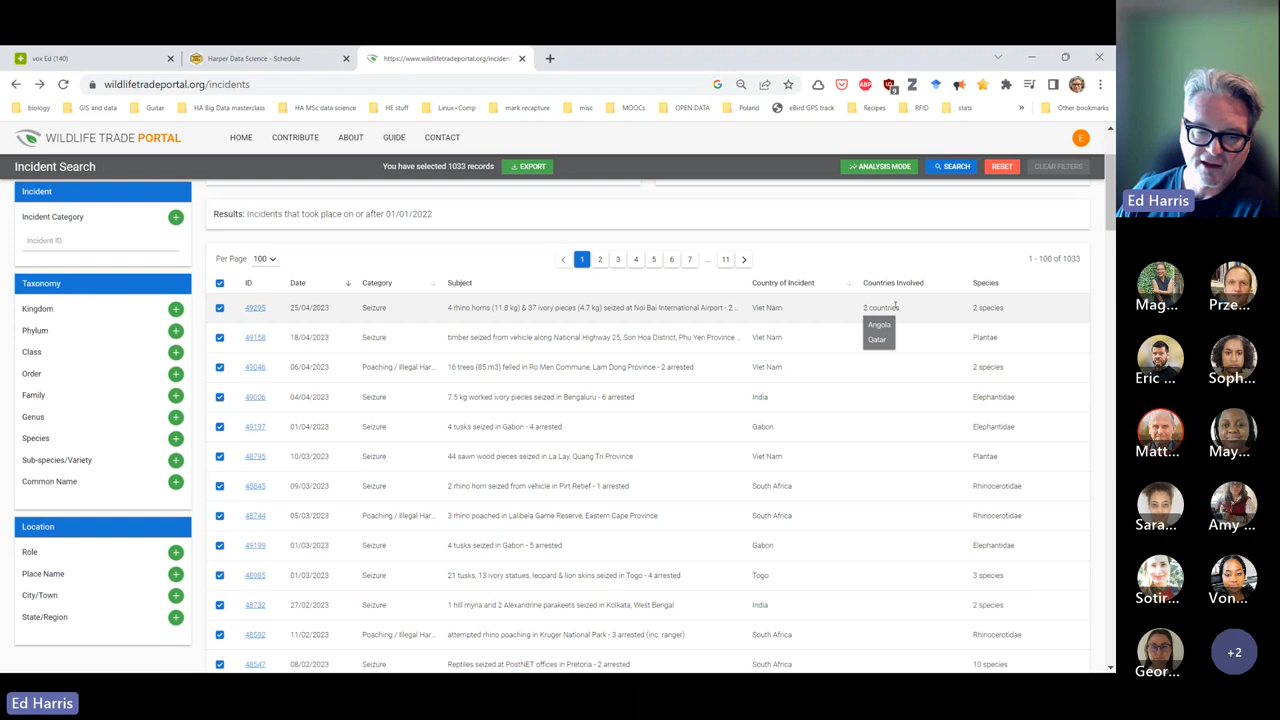 vox Ed (140)
Harper Data Science - Schedule
https://www.wildlifetradeportal.org/inciden
wildlifetradeportal.org/incidents
biology
GIS and data
Guitar
HA Big Data masterclass
HA MSc data science
HE stuff
Linux+Comp
mark recapture
misc
MOOCs
OPEN DATA
Poland
eBird GPS track
Recipes
RFID
stats
»
Other bookmarks
WILDLIFE TRADE PORTAL
HOME
CONTRIBUTE
ABOUT
GUIDE
CONTACT
E
Incident Search
You have selected 1033 records
EXPORT
ANALYSIS MODE
SEARCH
RESET
CLEAR FILTERS
Incident
Incident Category
Incident ID
Taxonomy
Kingdom
Phylum
Class
Order
Family
Genus
Species
Sub-species/Variety
Common Name
Location
Role
Place Name
City/Town
State/Region
Results: Incidents that took place on or after 01/01/2022
Per Page 100
1 2 3 4 5 6 7 ... 11
1 - 100 of 1033
ID Date Category Subject Country of Incident Countries Involved Species
49295 25/04/2023 Seizure 4 rhino horns (11.8 kg) & 37 ivory pieces (4.7 kg) seized at Noi Bai International Airport - 2 ... Viet Nam 2 countries 2 species
Angola
Qatar
49158 18/04/2023 Seizure timber seized from vehicle along National Highway 25, Son Hoa District, Phu Yen Province ... Viet Nam Plantae
49046 06/04/2023 Poaching / Illegal Har... 16 trees (85 m3) felled in Ro Men Commune, Lam Dong Province - 2 arrested Viet Nam 2 species
49006 04/04/2023 Seizure 7.5 kg worked ivory pieces seized in Bengaluru - 6 arrested India Elephantidae
49197 01/04/2023 Seizure 4 tusks seized in Gabon - 4 arrested Gabon Elephantidae
48795 10/03/2023 Seizure 44 sawn wood pieces seized in La Lay, Quang Tri Province Viet Nam Plantae
48845 09/03/2023 Seizure 2 rhino horn seized from vehicle in Pirt Retief - 1 arrested South Africa Rhinocerotidae
48744 05/03/2023 Poaching / Illegal Har... 3 rhino poached in Lalibela Game Reserve, Eastern Cape Province South Africa Rhinocerotidae
49199 01/03/2023 Seizure 4 tusks seized in Gabon - 5 arrested Gabon Elephantidae
48985 01/03/2023 Seizure 21 tusks, 13 ivory statues, leopard & lion skins seized in Togo - 4 arrested Togo 3 species
48732 27/02/2023 Seizure 1 hill myna and 2 Alexandrine parakeets seized in Kolkata, West Bengal India 2 species
48592 11/02/2023 Poaching / Illegal Har... attempted rhino poaching in Kruger National Park - 3 arrested (inc. ranger) South Africa Rhinocerotidae
48547 08/02/2023 Seizure Reptiles seized at PostNET offices in Pretoria - 2 arrested South Africa 10 species
Ed Harris
Mag...
Prze...
Eric ...
Soph...
Matt...
May...
Sara...
Amy ...
Sotir...
Von...
Geor...
+2
Ed Harris